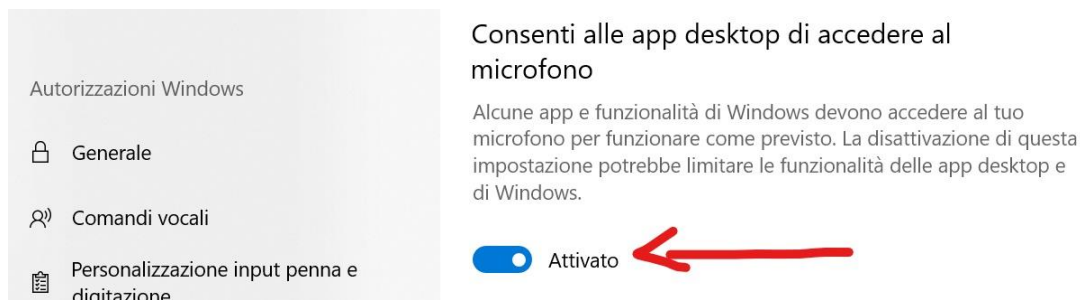 Autorizzazioni Windows
Generale
Comandi vocali
Personalizzazione input penna e
digitazione
Consenti alle app desktop di accedere al
microfono
Alcune app e funzionalità di Windows devono accedere al tuo
microfono per funzionare come previsto. La disattivazione di questa
impostazione potrebbe limitare le funzionalità delle app desktop e
di Windows.
Attivato